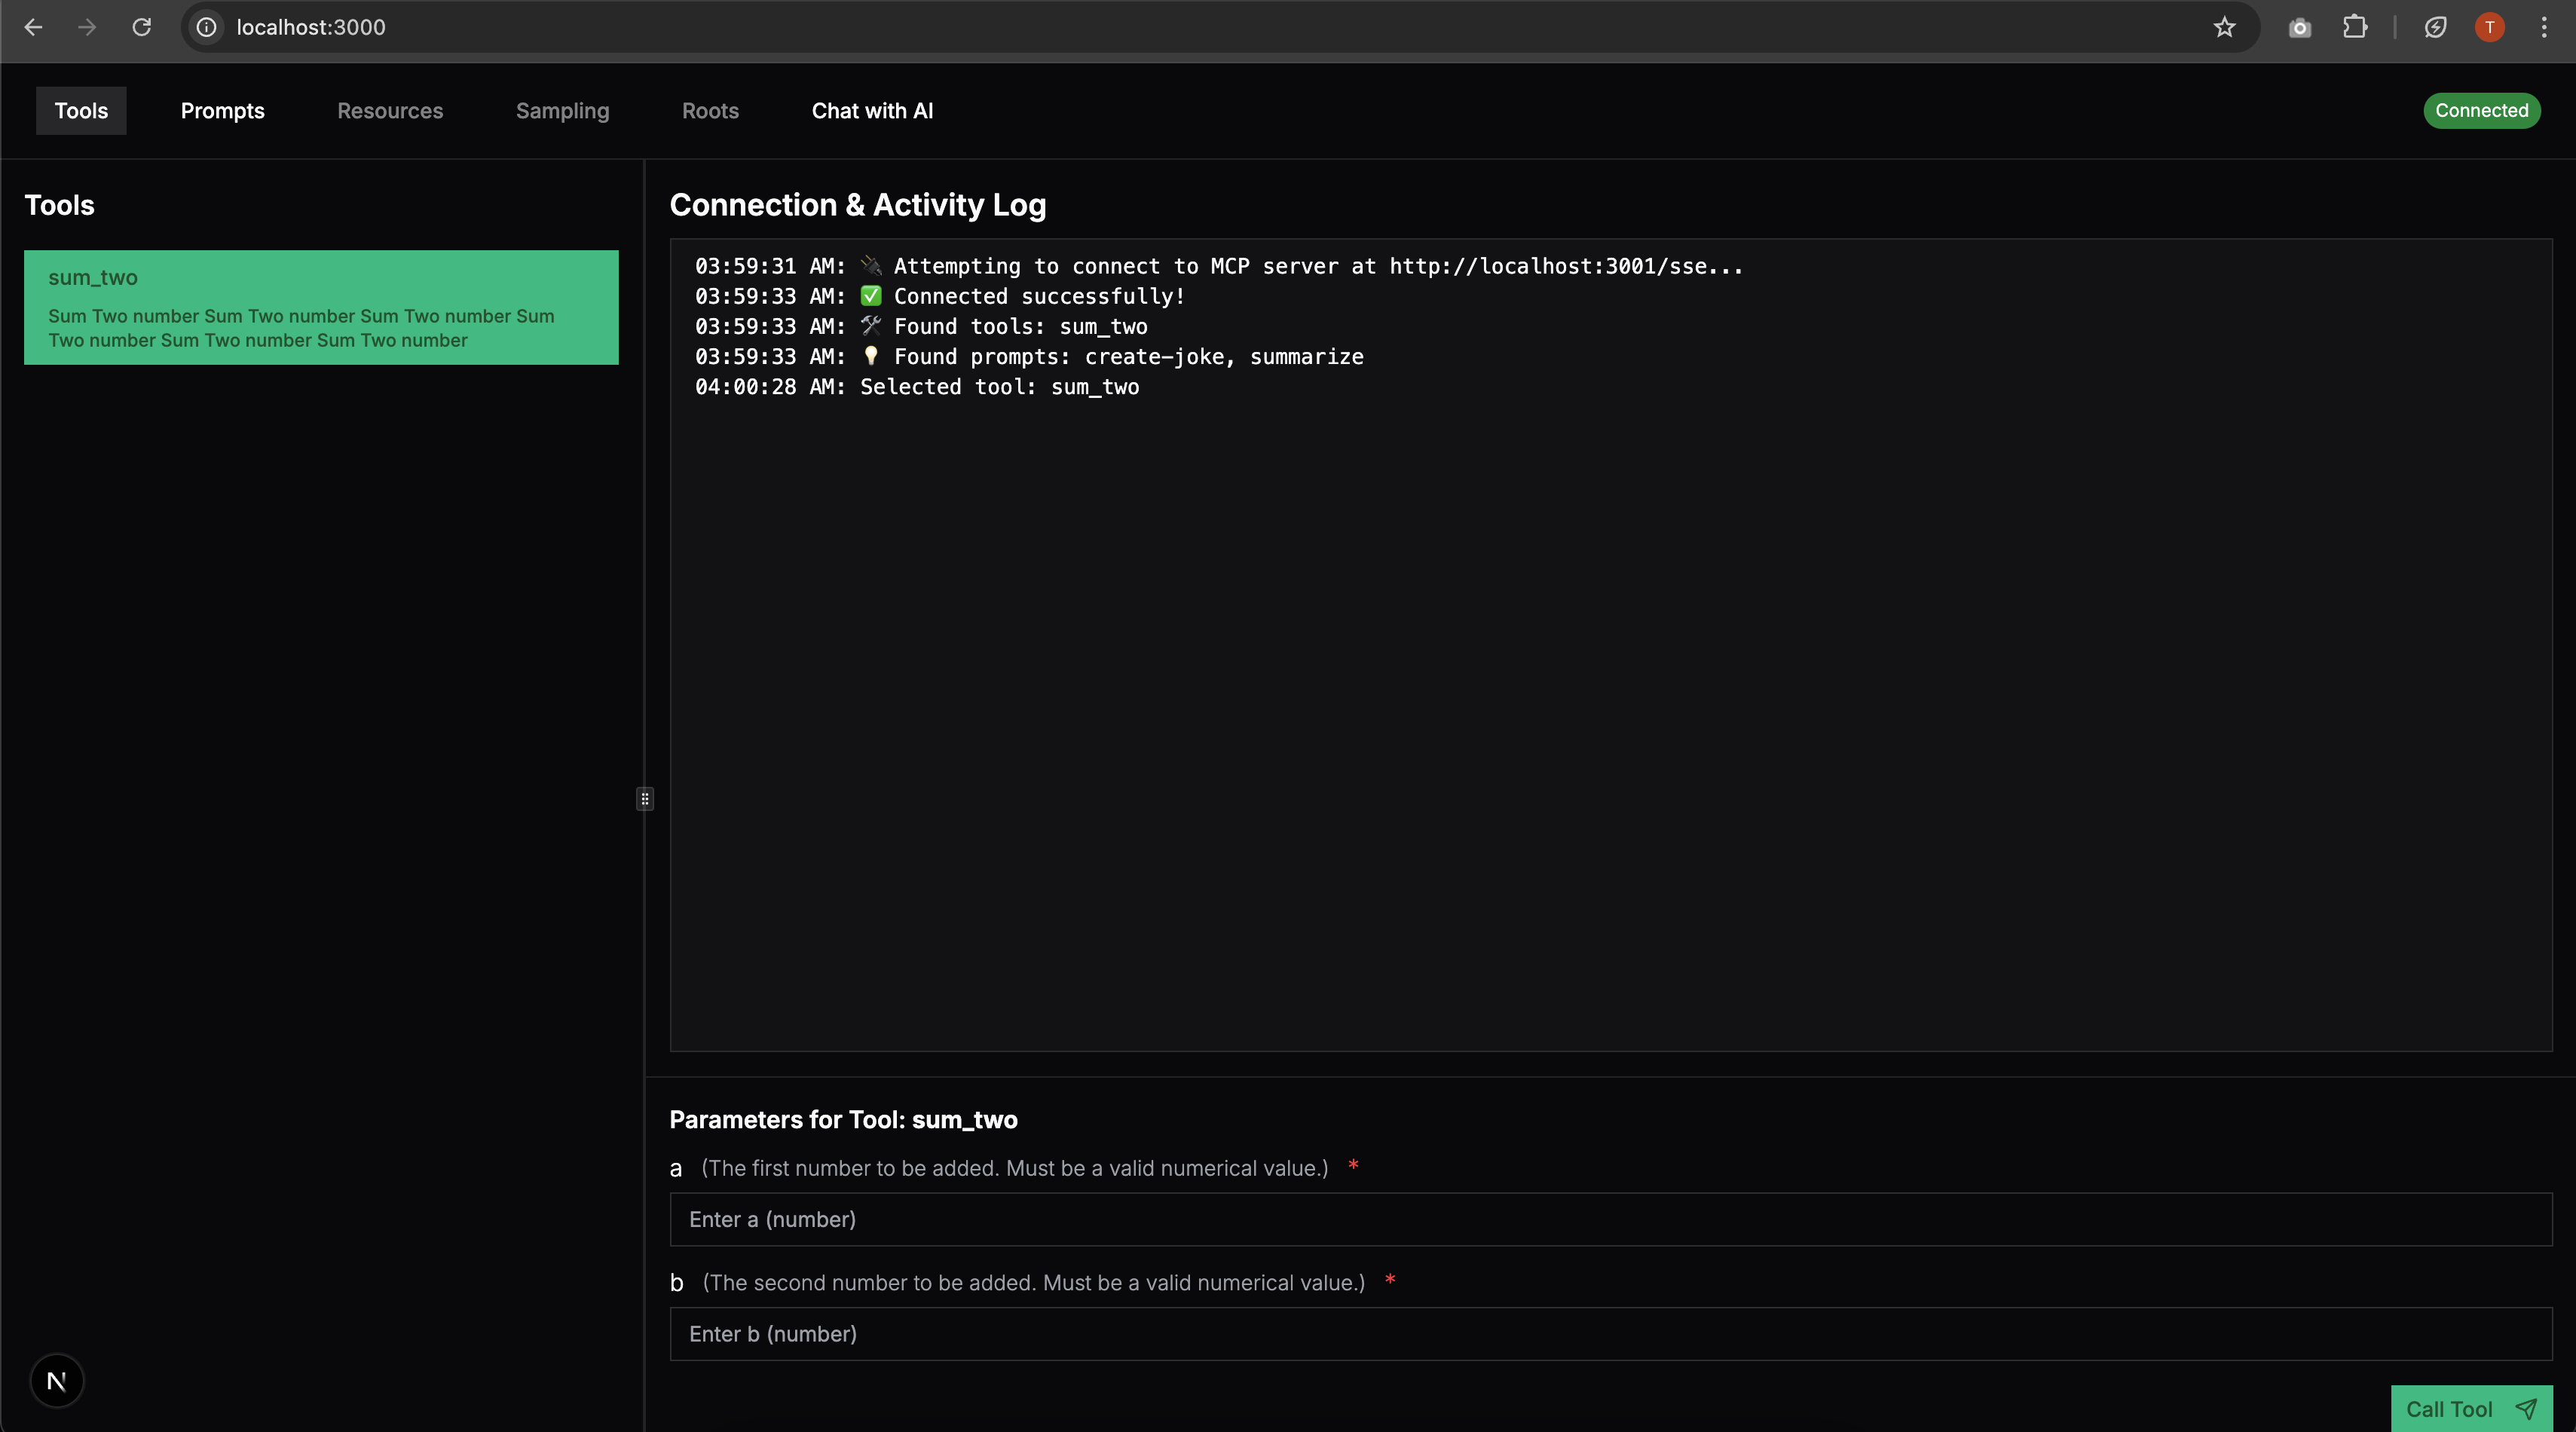 localhost:3000
T
Tools
Prompts
Resources
Sampling
Roots
Chat with AI
Connected
Tools
sum_two
Sum Two number Sum Two number Sum Two number Sum
Two number Sum Two number Sum Two number
Connection & Activity Log
03:59:31 AM: 🔌 Attempting to connect to MCP server at http://localhost:3001/sse...
03:59:33 AM: ✅ Connected successfully!
03:59:33 AM: 🛠️ Found tools: sum_two
03:59:33 AM: 💡 Found prompts: create-joke, summarize
04:00:28 AM: Selected tool: sum_two
Parameters for Tool: sum_two
a (The first number to be added. Must be a valid numerical value.) *
Enter a (number)
b (The second number to be added. Must be a valid numerical value.) *
Enter b (number)
N
Call Tool